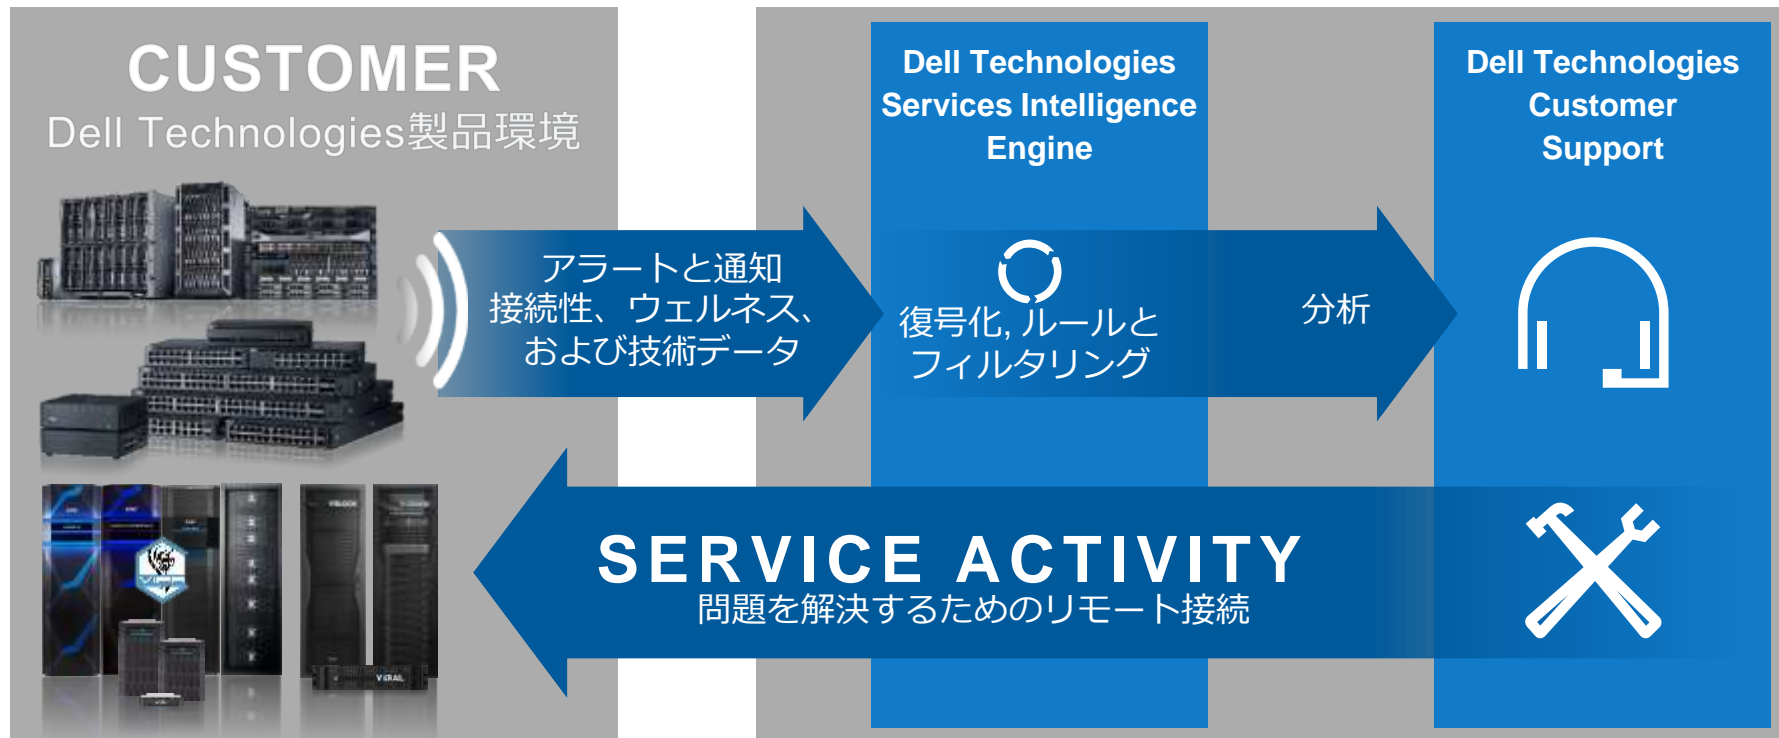 CUSTOMER
Dell Technologies製品環境
アラートと通知
接続性、ウェルネス、
および技術データ
Dell Technologies
Services Intelligence
Engine
復号化, ルールと
フィルタリング
分析
Dell Technologies
Customer
Support
SERVICE ACTIVITY
問題を解決するためのリモート接続